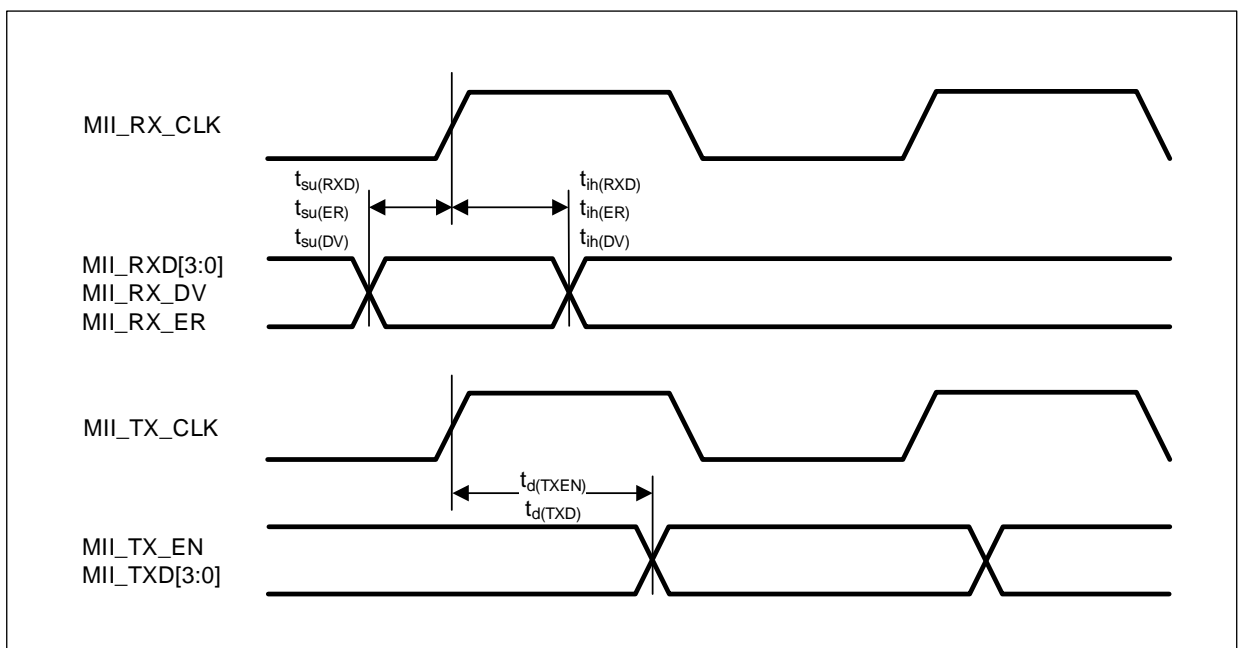 MII_RX_CLK
tsu(RXD)
tsu(ER)
tsu(DV)
tih(RXD)
tih(ER)
tih(DV)
MII_RXD[3:0]
MII_RX_DV
MII_RX_ER
MII_TX_CLK
td(TXEN)
td(TXD)
MII_TX_EN
MII_TXD[3:0]